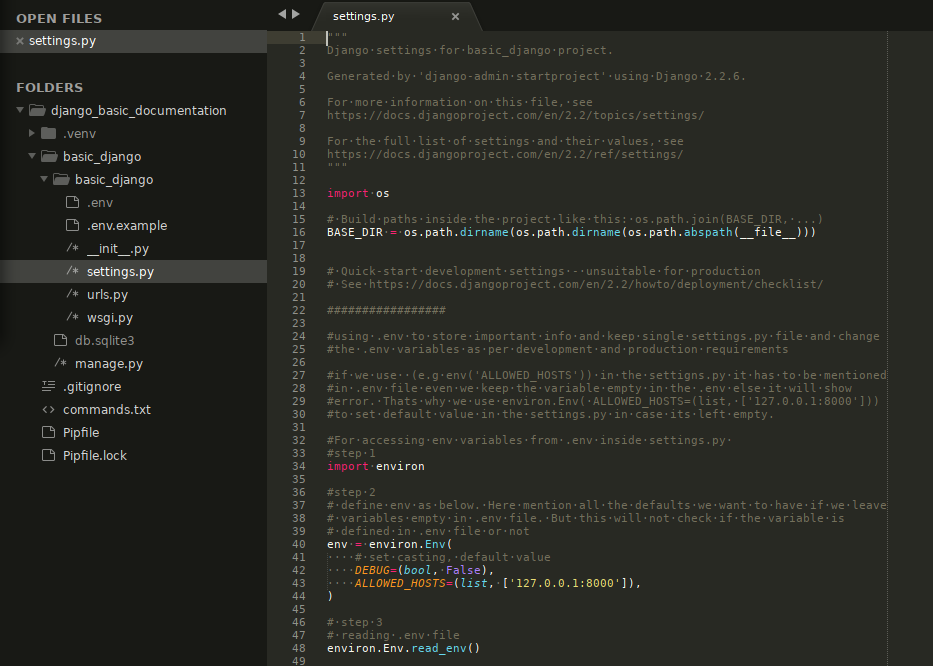 OPEN FILES
× settings.py
FOLDERS
django_basic_documentation
.venv
basic_django
basic_django
.env
.env.example
/* __init__.py
/* settings.py
/* urls.py
/* wsgi.py
db.sqlite3
/* manage.py
.gitignore
<> commands.txt
Pipfile
Pipfile.lock
settings.py ×
1 """
2 Django settings for basic_django project.
3
4 Generated by 'django-admin startproject' using Django 2.2.6.
5
6 For more information on this file, see
7 https://docs.djangoproject.com/en/2.2/topics/settings/
8
9 For the full list of settings and their values, see
10 https://docs.djangoproject.com/en/2.2/ref/settings/
11 """
12
13 import os
14
15 # Build paths inside the project like this: os.path.join(BASE_DIR, ...)
16 BASE_DIR = os.path.dirname(os.path.dirname(os.path.abspath(__file__)))
17
18
19 # Quick-start development settings - unsuitable for production
20 # See https://docs.djangoproject.com/en/2.2/howto/deployment/checklist/
21
22 #################
23
24 #using .env to store important info and keep single settings.py file and change
25 #the .env variables as per development and production requirements
26
27 #if we use  (e.g env('ALLOWED_HOSTS')) in the settigns.py it has to be mentioned
28 #in .env file even we keep the variable empty in the .env else it will show
29 #error. Thats why we use environ.Env( ALLOWED_HOSTS=(list, ['127.0.0.1:8000']))
30 #to set default value in the settings.py in case its left empty.
31
32 #For accessing env variables from .env inside settings.py
33 #step 1
34 import environ
35
36 #step 2
37 # define env as below. Here mention all the defaults we want to have if we leave
38 # variables empty in .env file. But this will not check if the variable is
39 # defined in .env file or not
40 env = environ.Env(
41     # set casting, default value
42     DEBUG=(bool, False),
43     ALLOWED_HOSTS=(list, ['127.0.0.1:8000']),
44 )
45
46 # step 3
47 # reading .env file
48 environ.Env.read_env()
49